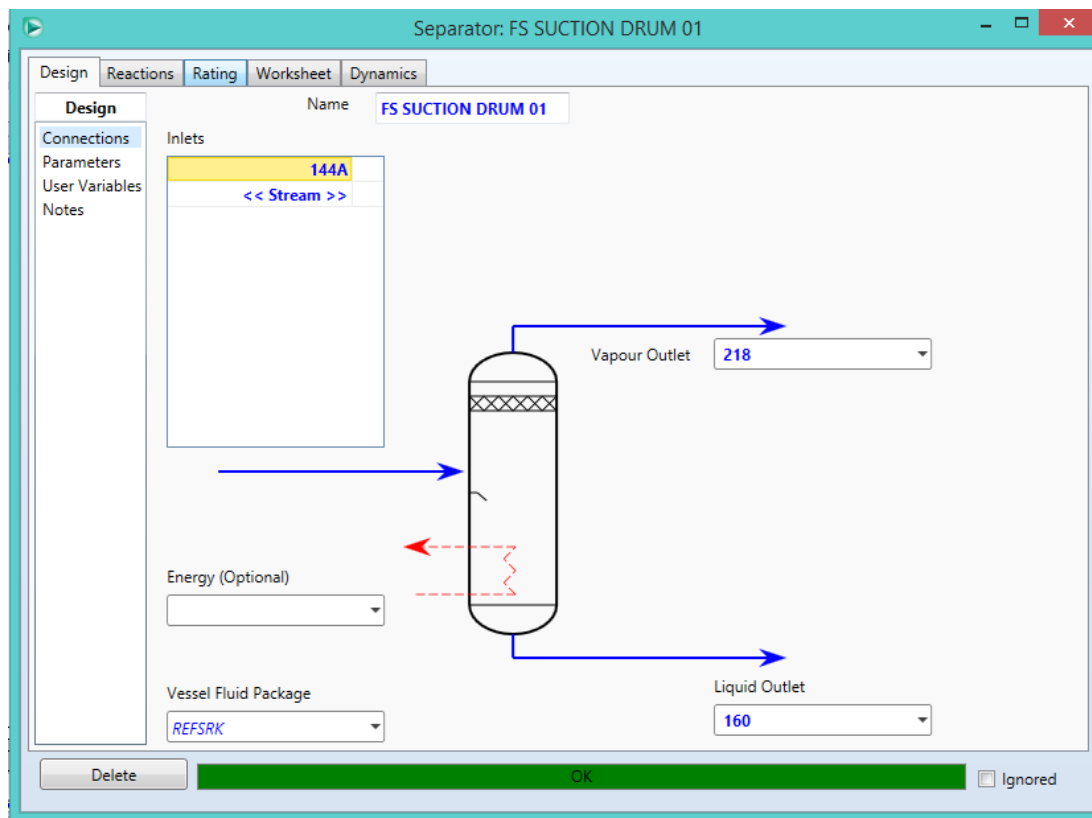 Separator: FS SUCTION DRUM 01
Design Reactions Rating Worksheet Dynamics
Design
Connections
Parameters
User Variables
Notes
Name FS SUCTION DRUM 01
Inlets
144A
<< Stream >>
Vapour Outlet 218
Energy (Optional)
Vessel Fluid Package
REFSRK
Liquid Outlet
160
Delete OK Ignored